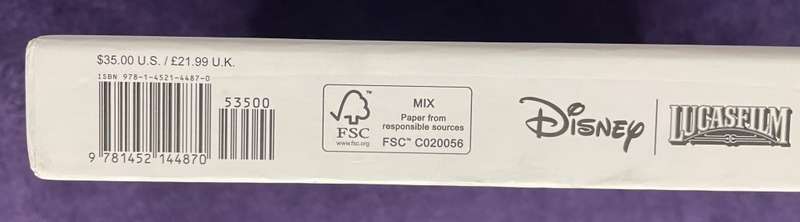 $35.00 U.S. / £21.99 U.K.
ISBN 978-1-4521-4487-0
53500
9 781452 144870
FSC
www.fsc.org
MIX
Paper from
responsible sources
FSC™ C020056
Disney
LUCASFILM